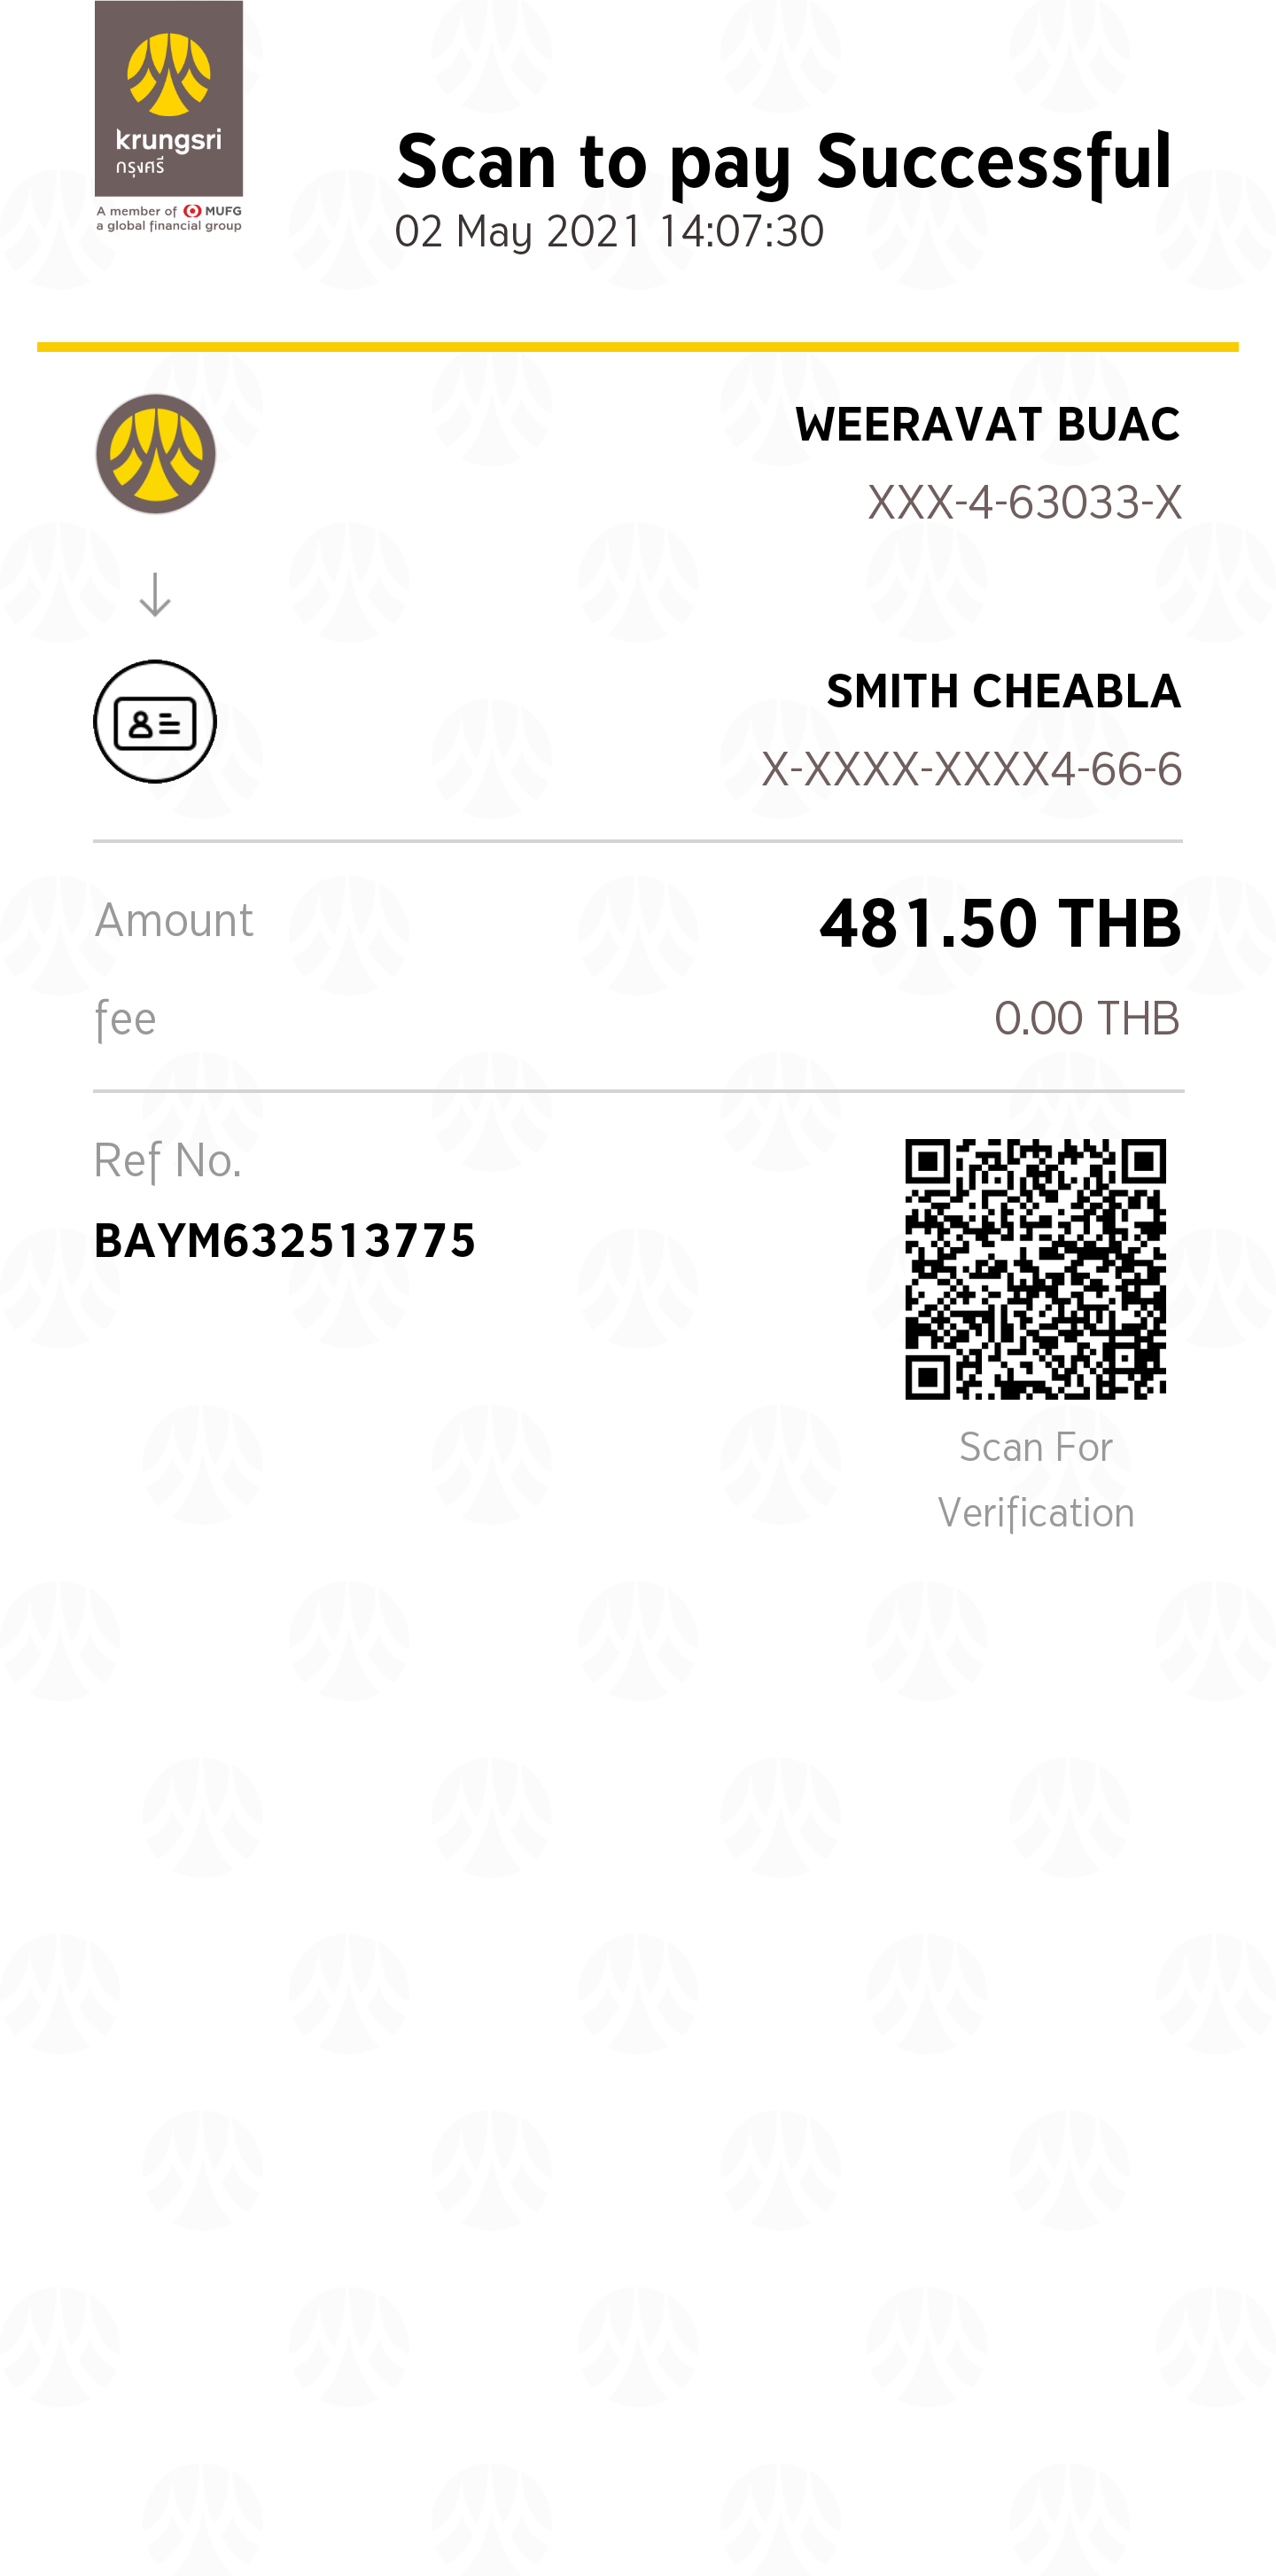 krungsri
กรุงศรี
A member of MUFG
a global financial group
Scan to pay Successful
02 May 2021 14:07:30
WEERAVAT BUAC
XXX-4-63033-X
SMITH CHEABLA
X-XXXX-XXXX4-66-6
Amount 481.50 THB
fee 0.00 THB
Ref No.
BAYM632513775
Scan For
Verification